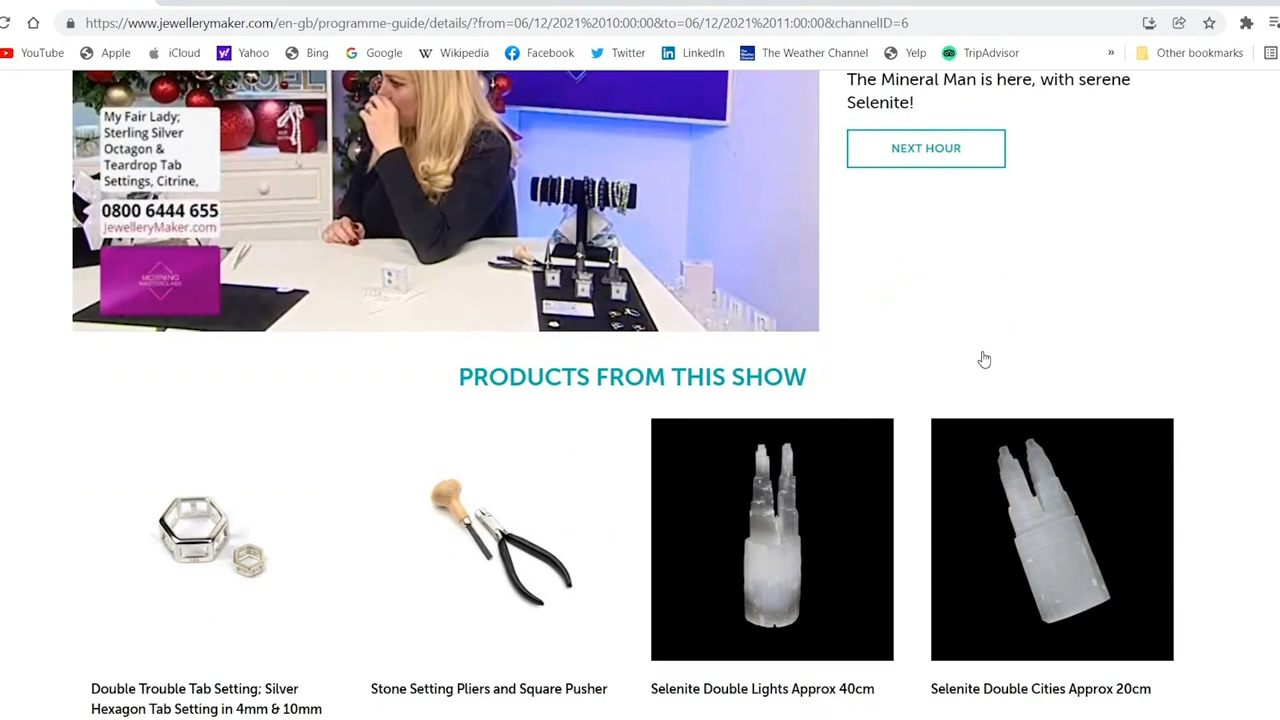 https://www.jewellerymaker.com/en-gb/programme-guide/details/?from=06/12/2021%2010:00:00&to=06/12/2021%2011:00:00&channelID=6
YouTube Apple iCloud Yahoo Bing Google Wikipedia Facebook Twitter LinkedIn The Weather Channel Yelp TripAdvisor » Other bookmarks
NOEL
My Fair Lady;
Sterling Silver
Octagon &
Teardrop Tab
Settings, Citrine,
0800 6444 655
JewelleryMaker.com
MORNING
MASTERCLASS
The Mineral Man is here, with serene
Selenite!
NEXT HOUR
PRODUCTS FROM THIS SHOW
Double Trouble Tab Setting; Silver
Hexagon Tab Setting in 4mm & 10mm
Stone Setting Pliers and Square Pusher
Selenite Double Lights Approx 40cm
Selenite Double Cities Approx 20cm